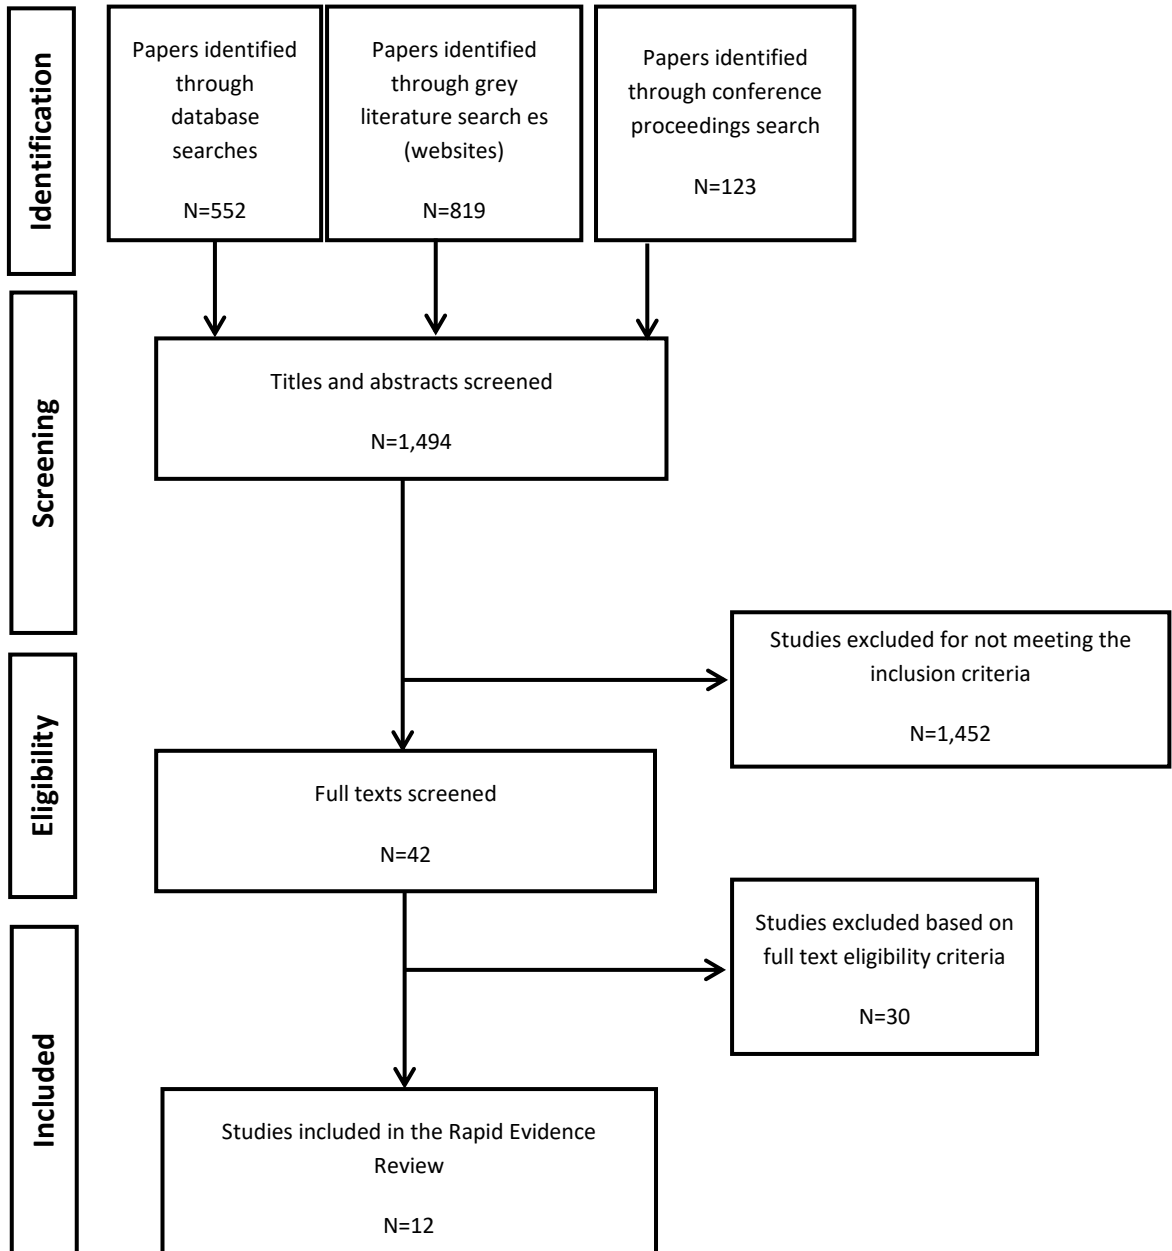 Identification
Papers identified
through
database
searches
N=552
Papers identified
through grey
literature search es
(websites)
N=819
Papers identified
through conference
proceedings search
N=123
Screening
Titles and abstracts screened
N=1,494
Studies excluded for not meeting the
inclusion criteria
N=1,452
Eligibility
Full texts screened
N=42
Studies excluded based on
full text eligibility criteria
N=30
Included
Studies included in the Rapid Evidence
Review
N=12